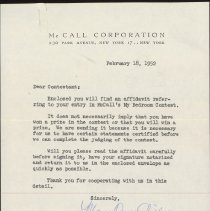 McCALL CORPORATION
230 PARK AVENUE, NEW YORK 17, NEW YORK
February 18, 1952
Dear Contestant:
Enclosed you will find an affidavit
referring to your entry in McCall's My Bedroom Contest.
It does not necessarily imply that you have
won a prize in the contest or that you will win a
prize. We are sending it because it is necessary
for us to have certain statements certified before we
can complete the judging of the contest.
Will you please read the affidavit carefully
before signing it, have your signature notarized
and return it to us in the enclosed envelope as
quickly as possible.
Thank you for cooperating with us in this
detail.
Sincerely,